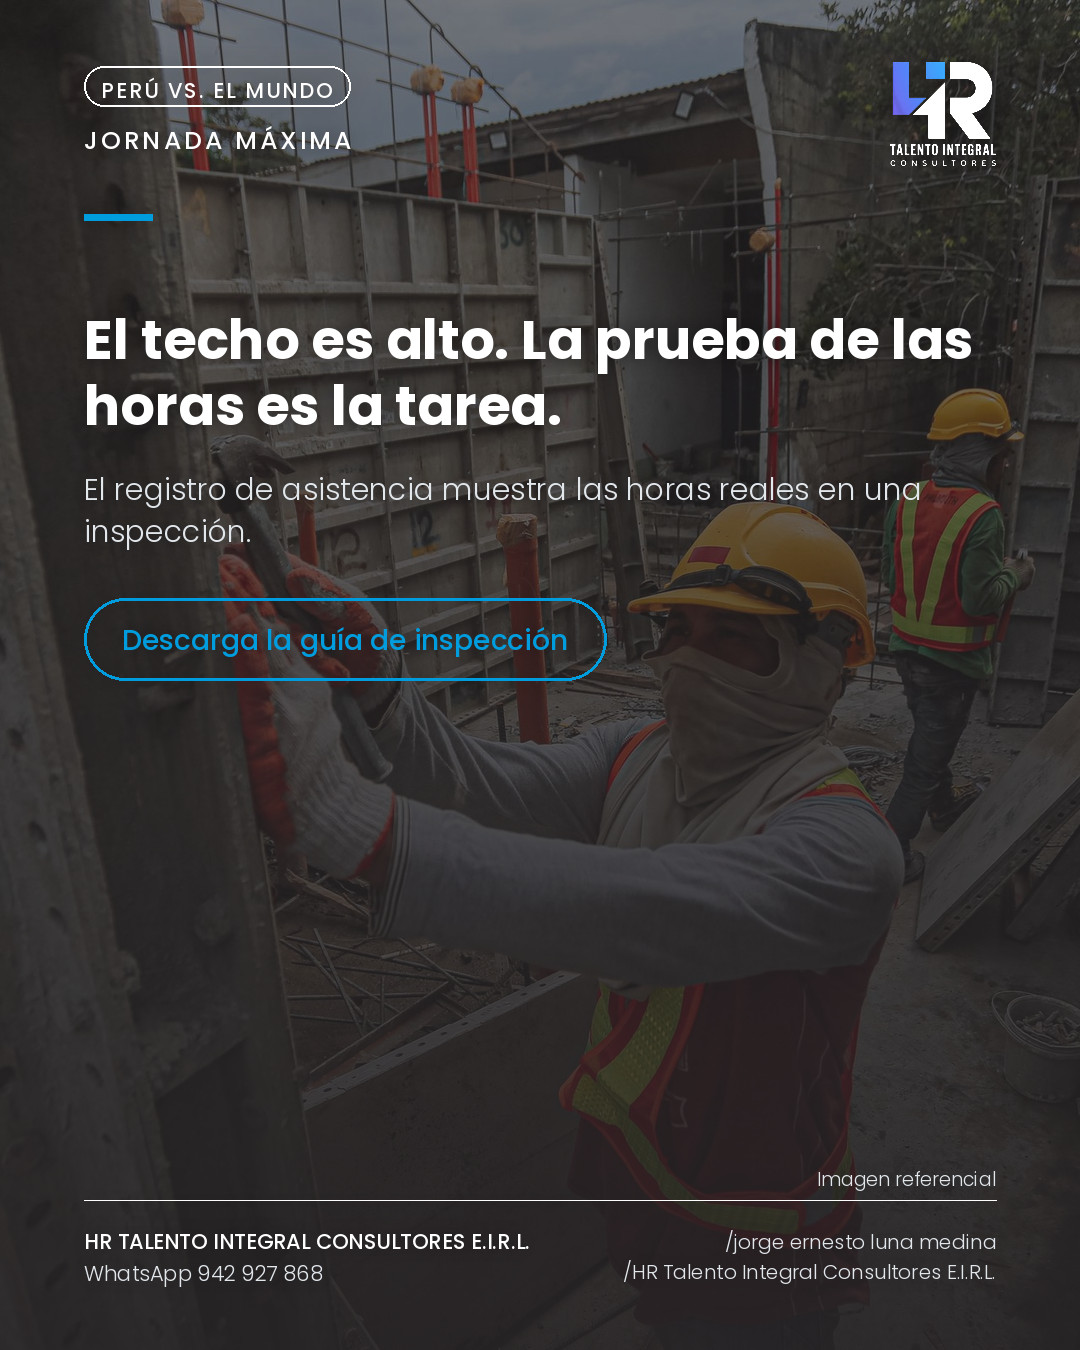 PERÚ VS. EL MUNDO
JORNADA MÁXIMA
TALENTO INTEGRAL
CONSULTORES
El techo es alto. La prueba de las
horas es la tarea.
El registro de asistencia muestra las horas reales en una
inspección.
Descarga la guía de inspección
Imagen referencial
HR TALENTO INTEGRAL CONSULTORES E.I.R.L.
WhatsApp 942 927 868
/jorge ernesto luna medina
/HR Talento Integral Consultores E.I.R.L.